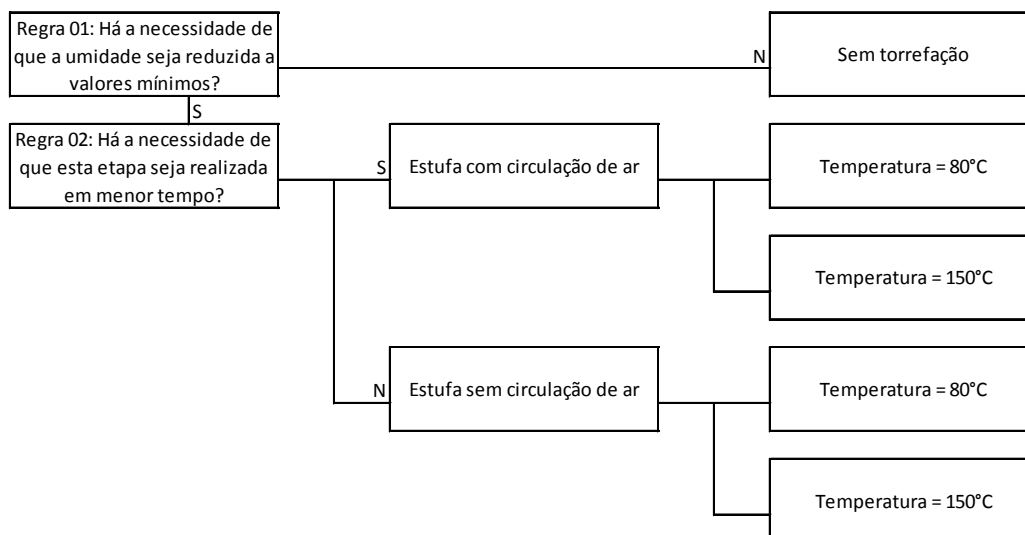 Regra 01: Há a necessidade de
que a umidade seja reduzida a
valores mínimos?
N
Sem torrefação
S
Regra 02: Há a necessidade de
que esta etapa seja realizada
em menor tempo?
S
Estufa com circulação de ar
Temperatura = 80°C
Temperatura = 150°C
N
Estufa sem circulação de ar
Temperatura = 80°C
Temperatura = 150°C